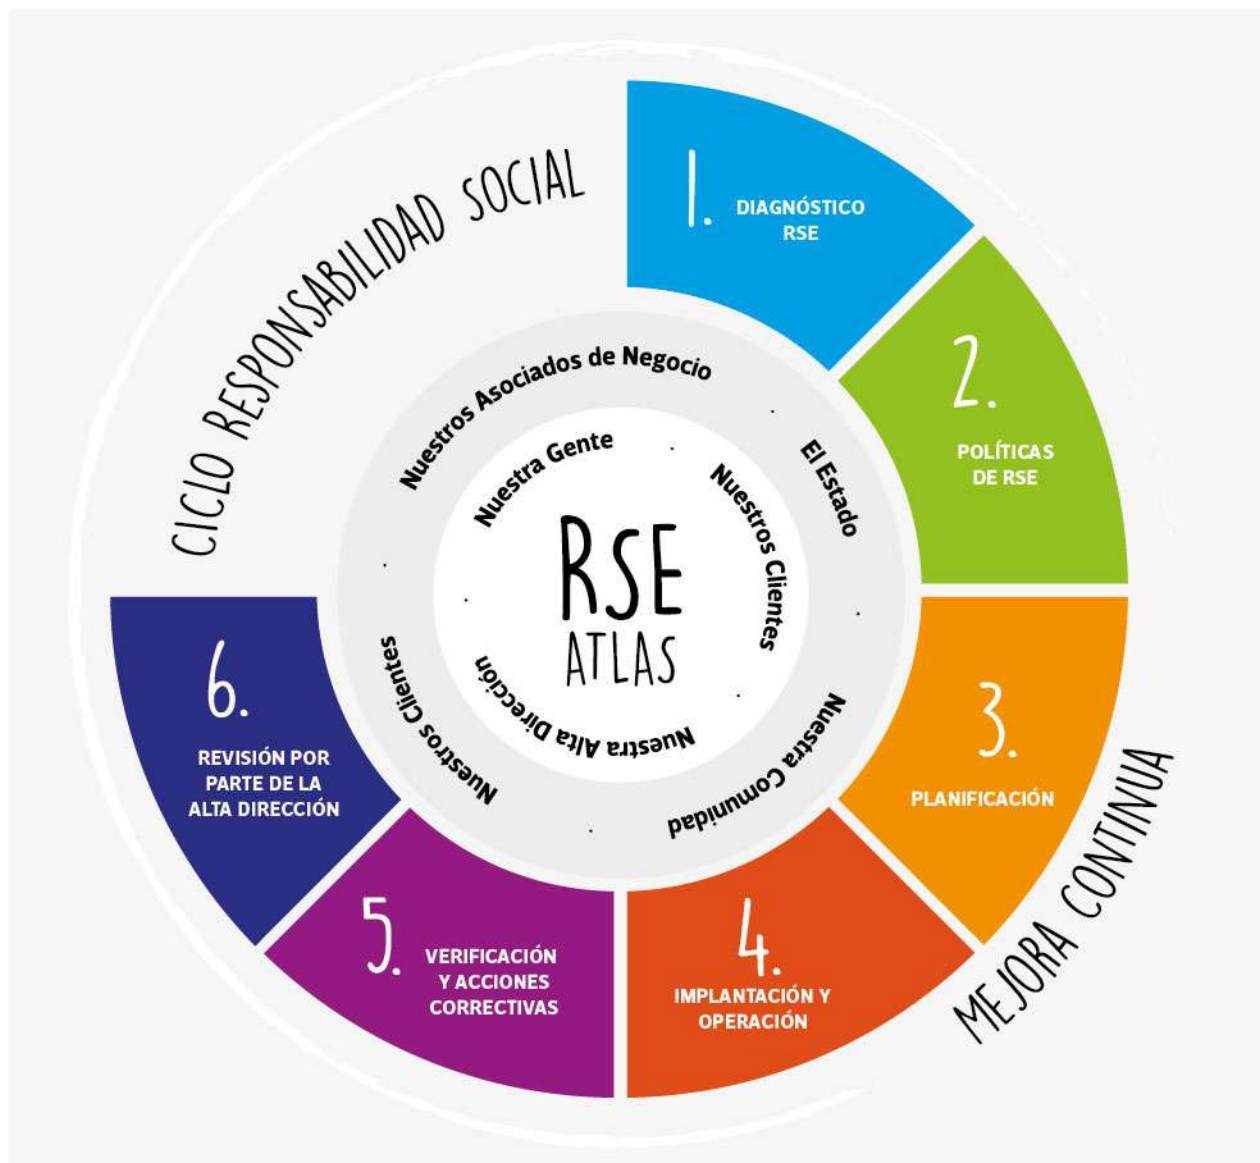 CICLO RESPONSABILIDAD SOCIAL
1.
DIAGNÓSTICO
RSE
2.
POLÍTICAS
DE RSE
3.
PLANIFICACIÓN
4.
IMPLANTACIÓN Y
OPERACIÓN
5.
VERIFICACIÓN
Y ACCIONES
CORRECTIVAS
6.
REVISIÓN POR
PARTE DE LA
ALTA DIRECCIÓN
MEJORA CONTINUA
Nuestros Asociados de Negocio
El Estado
Nuestra Comunidad
Nuestros Clientes
Nuestra Gente
Nuestros Clientes
Nuestra Alta Dirección
RSE
ATLAS